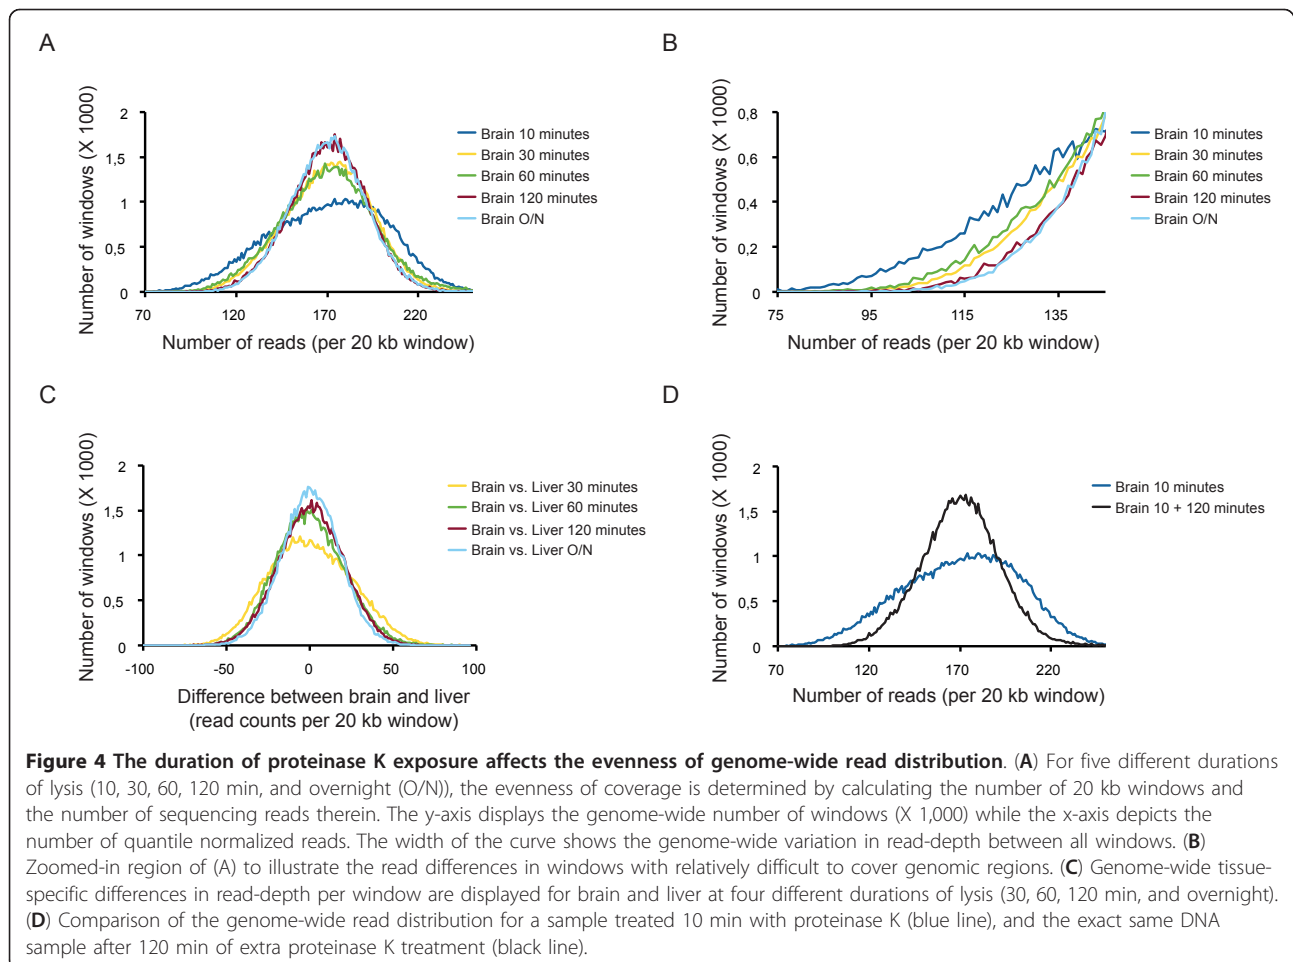 A
Number of windows (X 1000)
2
1,5
1
0,5
0
70
120
170
220
Number of reads (per 20 kb window)
Brain 10 minutes
Brain 30 minutes
Brain 60 minutes
Brain 120 minutes
Brain O/N
B
Number of windows (X 1000)
0,8
0,6
0,4
0,2
0
75
95
115
135
Number of reads (per 20 kb window)
Brain 10 minutes
Brain 30 minutes
Brain 60 minutes
Brain 120 minutes
Brain O/N
C
Number of windows (X 1000)
2
1,5
1
0,5
0
-100
-50
0
50
100
Difference between brain and liver
(read counts per 20 kb window)
Brain vs. Liver 30 minutes
Brain vs. Liver 60 minutes
Brain vs. Liver 120 minutes
Brain vs. Liver O/N
D
Number of windows (X 1000)
2
1,5
1
0,5
0
70
120
170
220
Number of reads (per 20 kb window)
Brain 10 minutes
Brain 10 + 120 minutes
Figure 4 The duration of proteinase K exposure affects the evenness of genome-wide read distribution. (A) For five different durations
of lysis (10, 30, 60, 120 min, and overnight (O/N)), the evenness of coverage is determined by calculating the number of 20 kb windows and
the number of sequencing reads therein. The y-axis displays the genome-wide number of windows (X 1,000) while the x-axis depicts the
number of quantile normalized reads. The width of the curve shows the genome-wide variation in read-depth between all windows. (B)
Zoomed-in region of (A) to illustrate the read differences in windows with relatively difficult to cover genomic regions. (C) Genome-wide tissue-
specific differences in read-depth per window are displayed for brain and liver at four different durations of lysis (30, 60, 120 min, and overnight).
(D) Comparison of the genome-wide read distribution for a sample treated 10 min with proteinase K (blue line), and the exact same DNA
sample after 120 min of extra proteinase K treatment (black line).